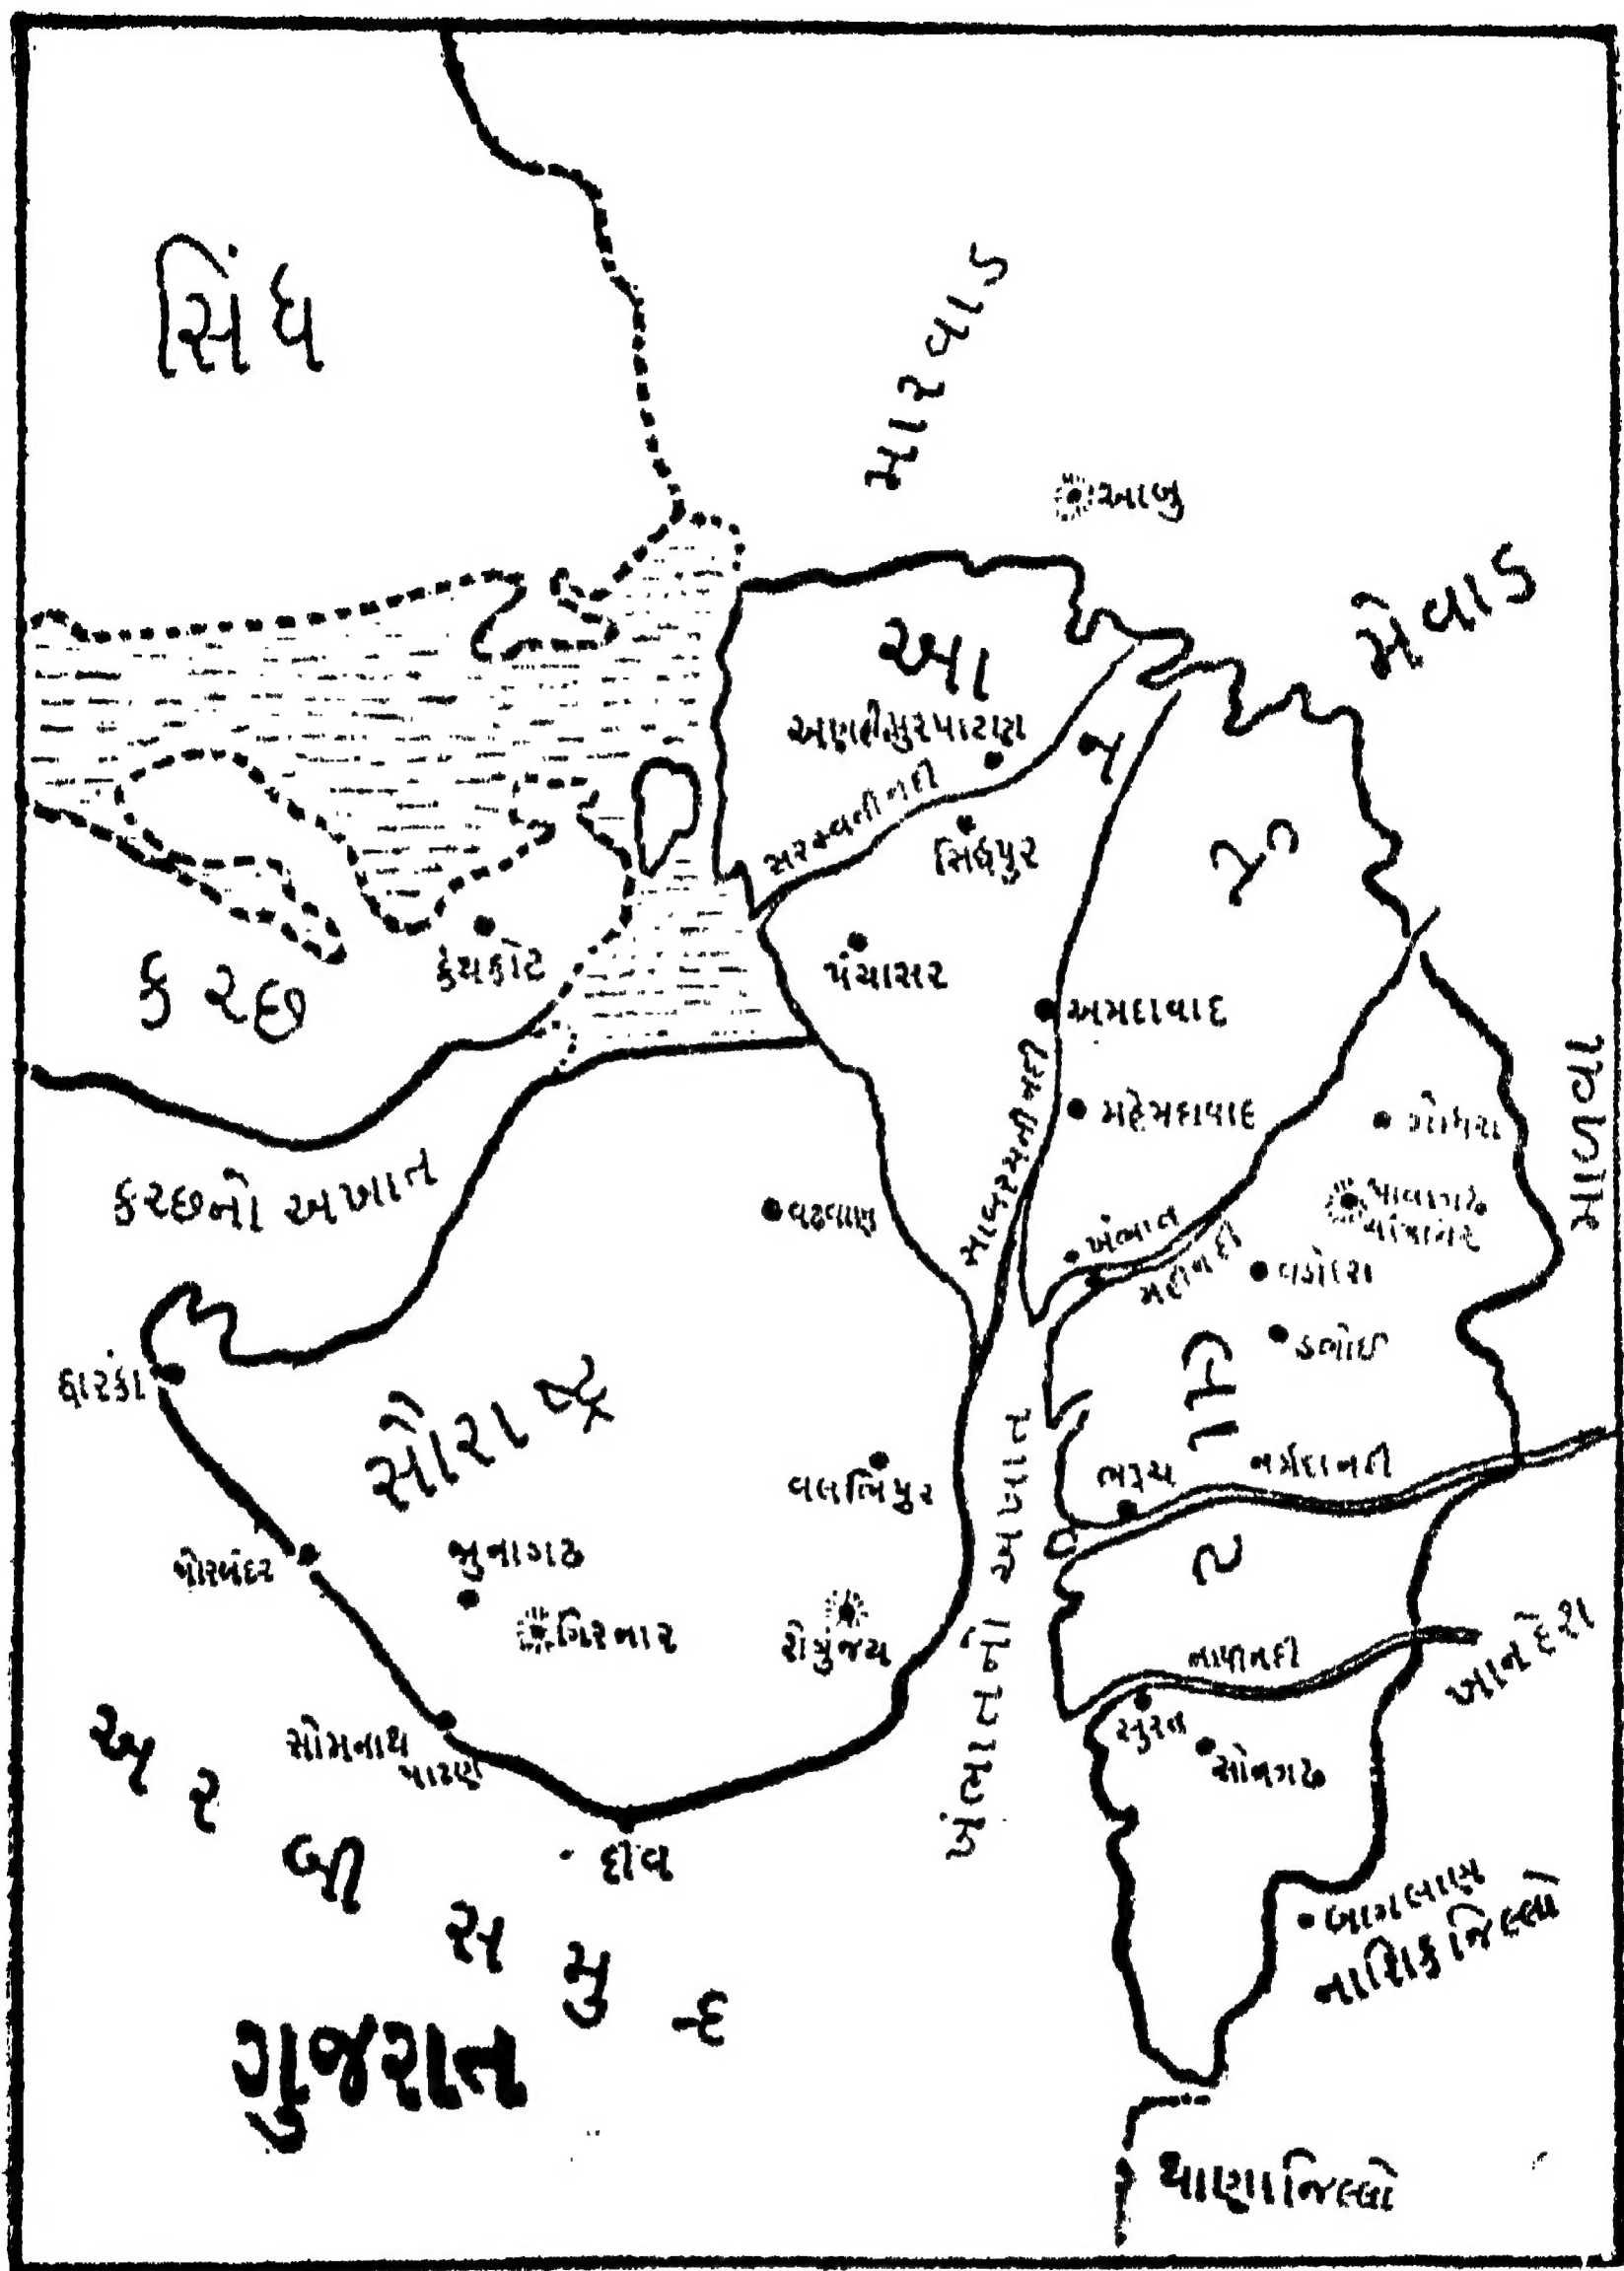 સિંધ
મારવાડ
આબુ
મેવાડ
આ
અણહીલપુરપાટણ
જ
સરસ્વતીનદી
સિધ્ધપુર
કચ્છ
કંથકોટ
પંચાસર
અમદાવાદ
માળવા
સાબરમતીનદી
મહેમદાવાદ
ગોધરા
કચ્છનો અખાત
વઢવાણ
ખંભાત
મહીનદી
પાવાગઢ
ચાંપાનેર
વડોદરા
ડભોઈ
દ્વારકા
સૌરાષ્ટ્ર
વલભિપુર
ભરૂચ
નર્મદાનદી
ખંભાતનો અખાત
પોરબંદર
જુનાગઢ
ગિરનાર
શેત્રુંજય
ટ
તાપીનદી
ખાનદેશ
સુરત
સોનગઢ
સોમનાથ
પાટણ
દીવ
અરબીસમુદ્ર
બાગલાણ
નાશિકજિલ્લો
ગુજરાત
થાણાજિલ્લો